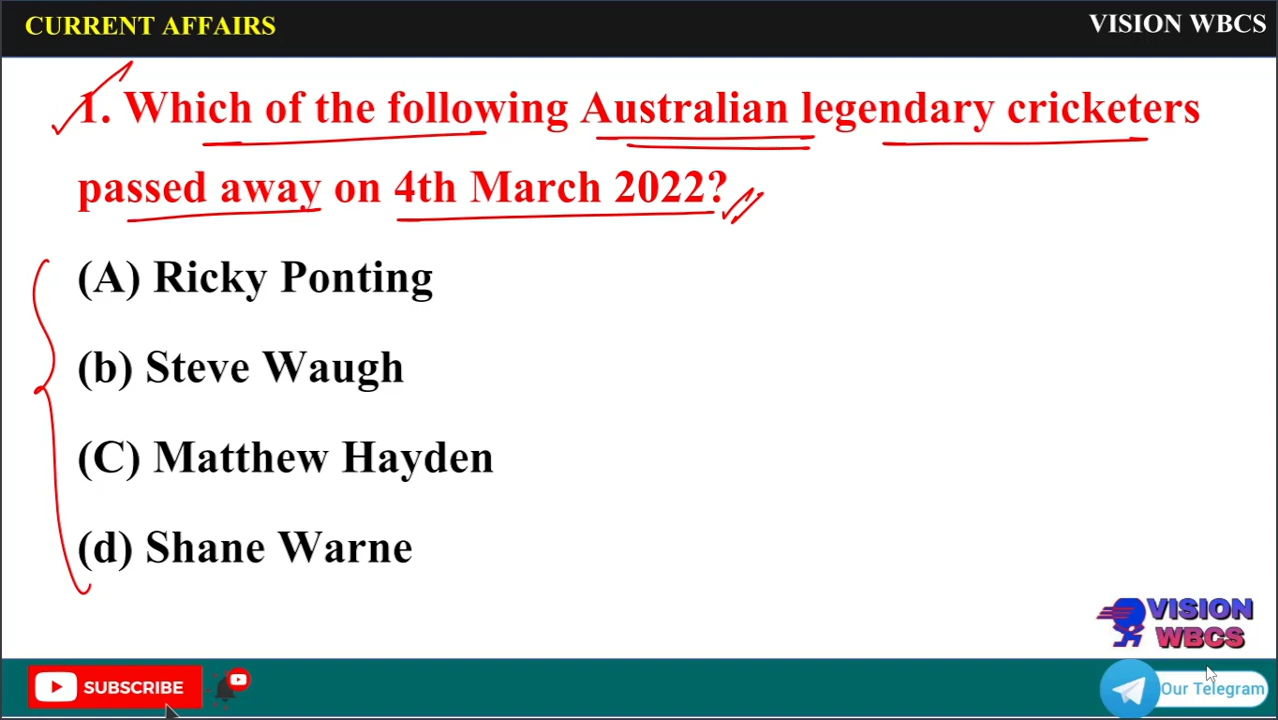 CURRENT AFFAIRS
VISION WBCS
1. Which of the following Australian legendary cricketers
passed away on 4th March 2022?
(A) Ricky Ponting
(b) Steve Waugh
(C) Matthew Hayden
(d) Shane Warne
VISION
WBCS
SUBSCRIBE
Our Telegram